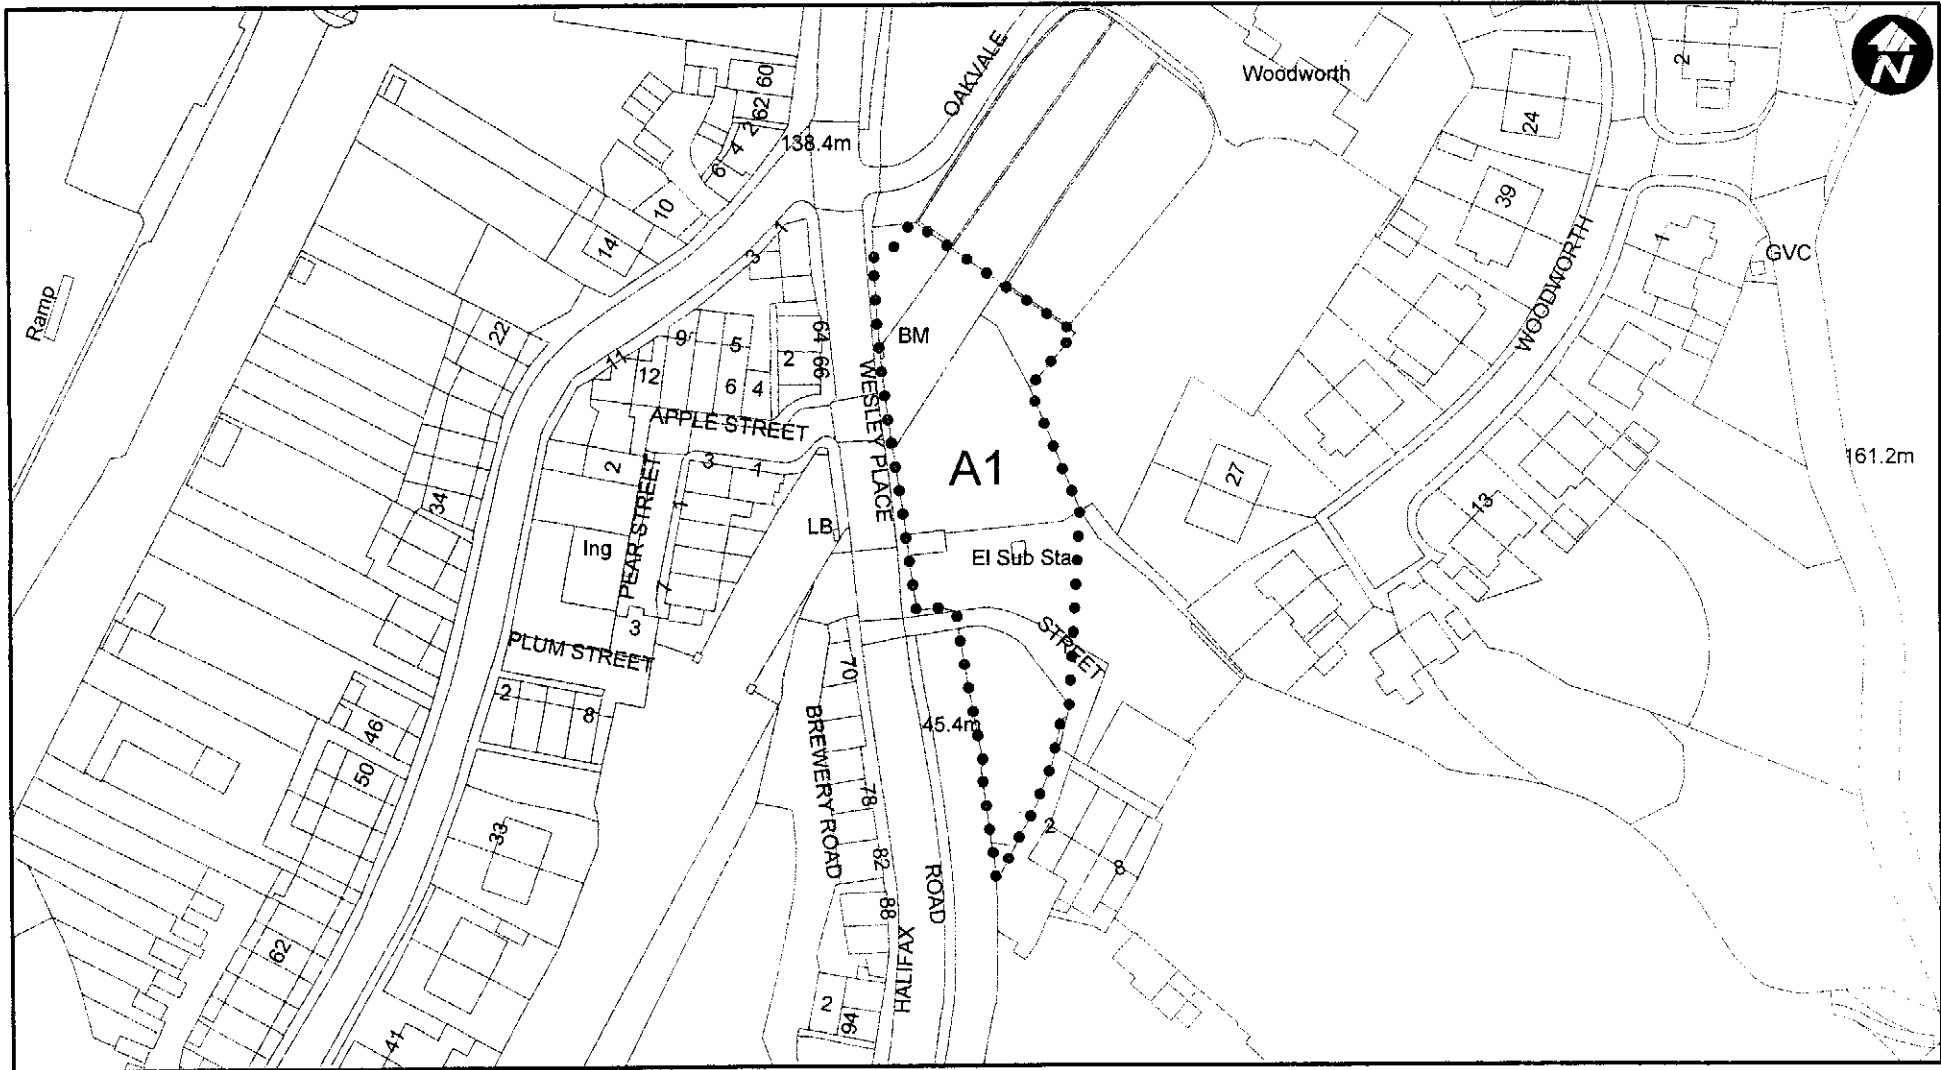 N
OAKVALE
Woodworth
60
62
2
4
6
138.4m
10
14
24
2
39
1
GVC
WOODWORTH
Ramp
1
3
22
11
9
5
12
6
4
2
64
66
BM
WESLEY PLACE
APPLE STREET
A1
161.2m
27
13
34
2
3
1
1
PEAR STREET
LB
Ing
7
El Sub Sta
3
PLUM STREET
STREET
70
2
8
45.4m
46
50
BREWERY ROAD
78
33
2
8
82
88
ROAD
HALIFAX
62
2
94
41